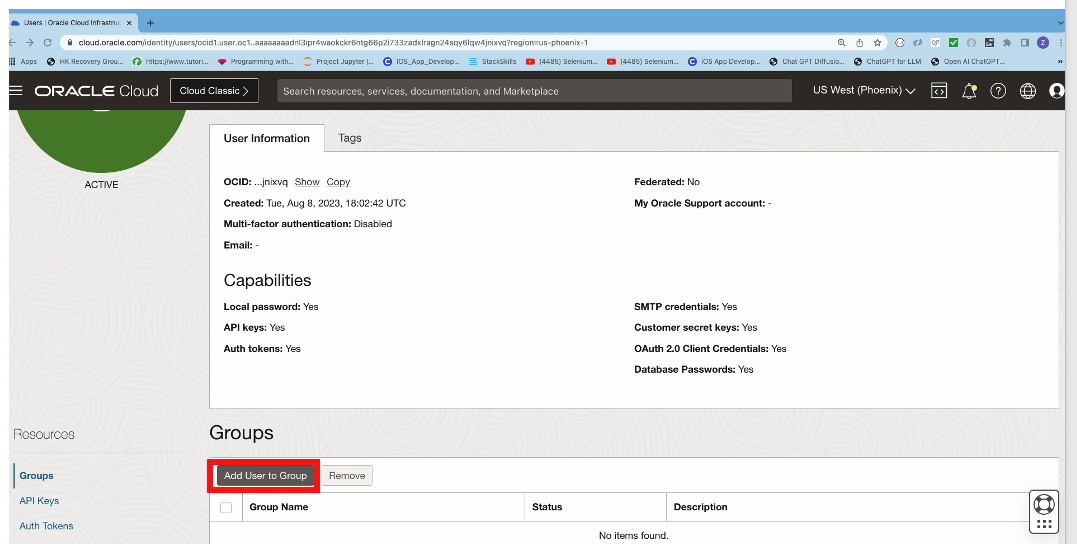 Users | Oracle Cloud Infrastruc
cloud.oracle.com/identity/users/ocid1.user.oc1..aaaaaaaadnl3ipr4waokckr6ntg66p2i733zadxlragn24sqy6lqw4jnixvq?region=us-phoenix-1
Apps HK Recovery Grou... https://www.tutori... Programming with... Project Jupyter |... IOS_App_Develop... StackSkills (4485) Selenium... (4485) Selenium... iOS App Develop... Chat GPT Diffusio... ChatGPT for LLM Open AI ChatGPT... »
ORACLE Cloud Cloud Classic > Search resources, services, documentation, and Marketplace US West (Phoenix)
ACTIVE
User Information Tags
OCID: ...jnixvq Show Copy Federated: No
Created: Tue, Aug 8, 2023, 18:02:42 UTC My Oracle Support account: -
Multi-factor authentication: Disabled
Email: -
Capabilities
Local password: Yes SMTP credentials: Yes
API keys: Yes Customer secret keys: Yes
Auth tokens: Yes OAuth 2.0 Client Credentials: Yes
Database Passwords: Yes
Resources Groups
Groups Add User to Group Remove
API Keys Group Name Status Description
Auth Tokens No items found.